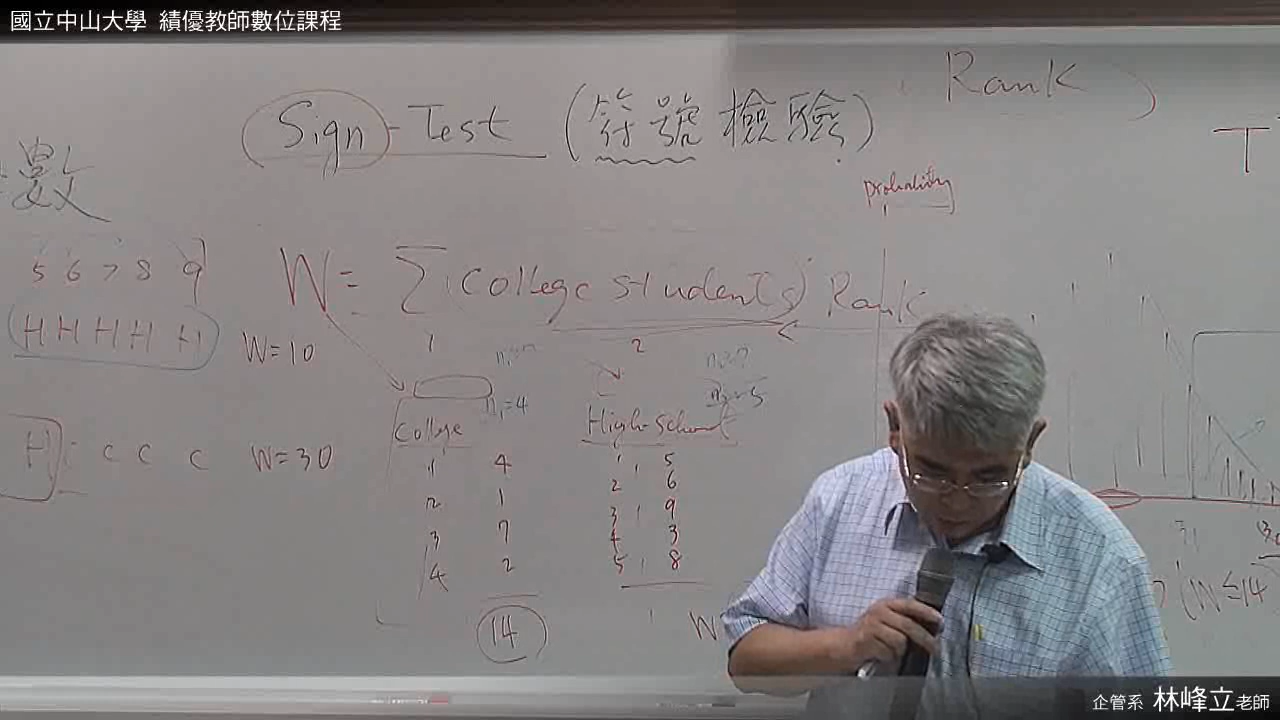 國立中山大學 績優教師數位課程
Rank
Sign-Test (符號檢驗)
T
數
probability
5 6 7 8 9
W = Σ (College students) Rank
H H H H H
W=10
1
2
n₁=4
College
High-school
H C C C W=30
1 4
1 5
2 1
2 6
3 7
3 9
4 2
4 3
5 8
14
W
(W≤14
企管系 林峰立老師